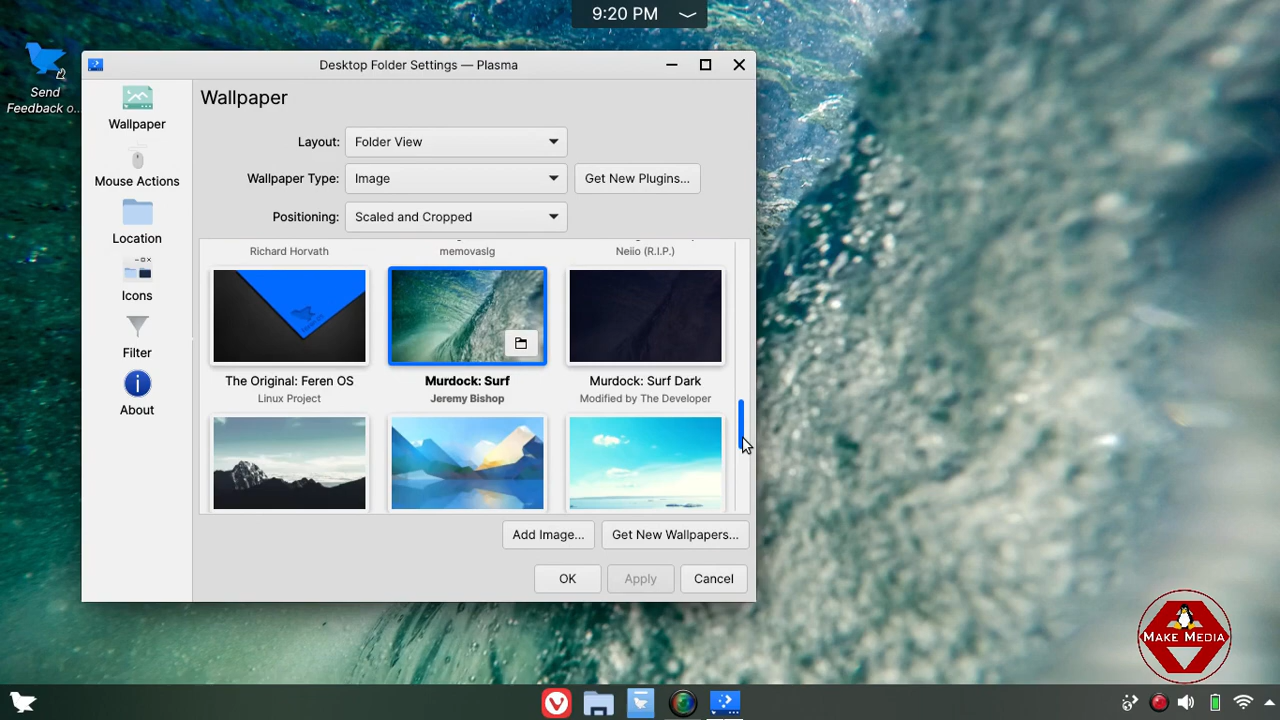 9:20 PM
Send
Feedback o...
Desktop Folder Settings — Plasma
Wallpaper
Mouse Actions
Location
Icons
Filter
About
Wallpaper
Layout: Folder View
Wallpaper Type: Image Get New Plugins...
Positioning: Scaled and Cropped
Richard Horvath memovaslg Neiio (R.I.P.)
The Original: Feren OS Murdock: Surf Murdock: Surf Dark
Linux Project Jeremy Bishop Modified by The Developer
Add Image... Get New Wallpapers...
OK Apply Cancel
MAKE MEDIA